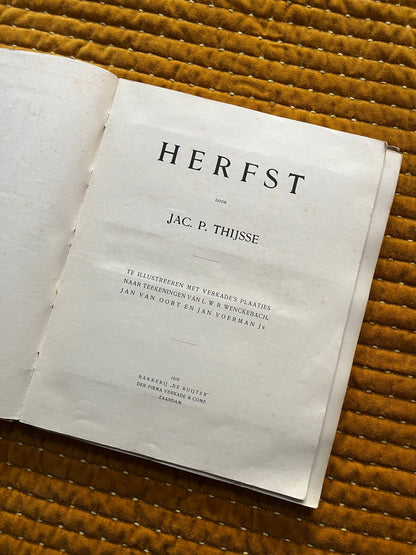 HERFST
DOOR
JAC. P. THIJSSE
TE ILLUSTREEREN MET VERKADE'S PLAATJES
NAAR TEEKENINGEN VAN L. W. R. WENCKEBACH,
JAN VAN OORT EN JAN VOERMAN Jr.
1910
BAKKERIJ „DE RUIJTER"
DER FIRMA VERKADE & COMP.
ZAANDAM.